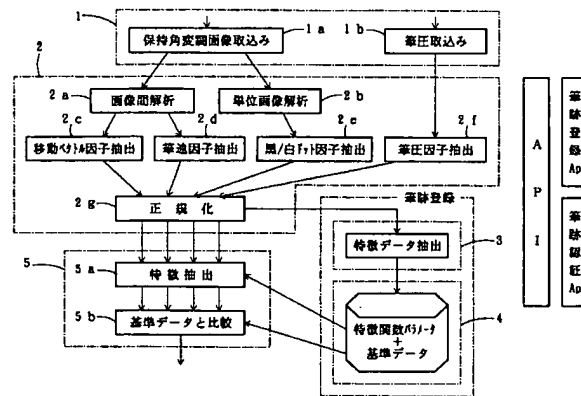 1
保持角変調画像取込み
1a
1b
筆圧取込み
2
2a
画像間解析
単位画像解析
2b
2c
2d
2e
2f
移動ベクトル因子抽出
筆進因子抽出
黒/白ドット因子抽出
筆圧因子抽出
2g
正規化
筆跡登録
特徴データ抽出
3
5
5a
特徴抽出
5b
基準データと比較
特徴関数パラメータ
+
基準データ
4
API
筆跡登録Ap
筆跡認証Ap